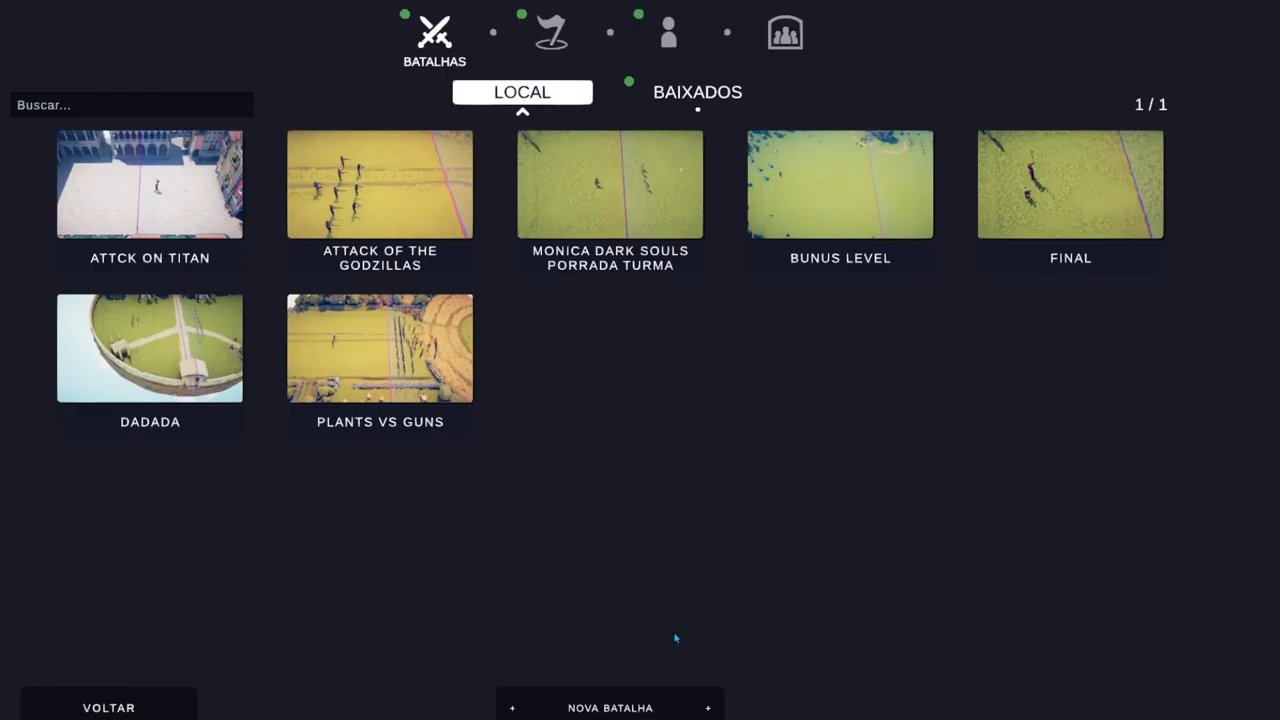 BATALHAS
LOCAL
BAIXADOS
Buscar...
1 / 1
ATTCK ON TITAN
ATTACK OF THE
GODZILLAS
MONICA DARK SOULS
PORRADA TURMA
BUNUS LEVEL
FINAL
DADADA
PLANTS VS GUNS
VOLTAR
+ NOVA BATALHA +